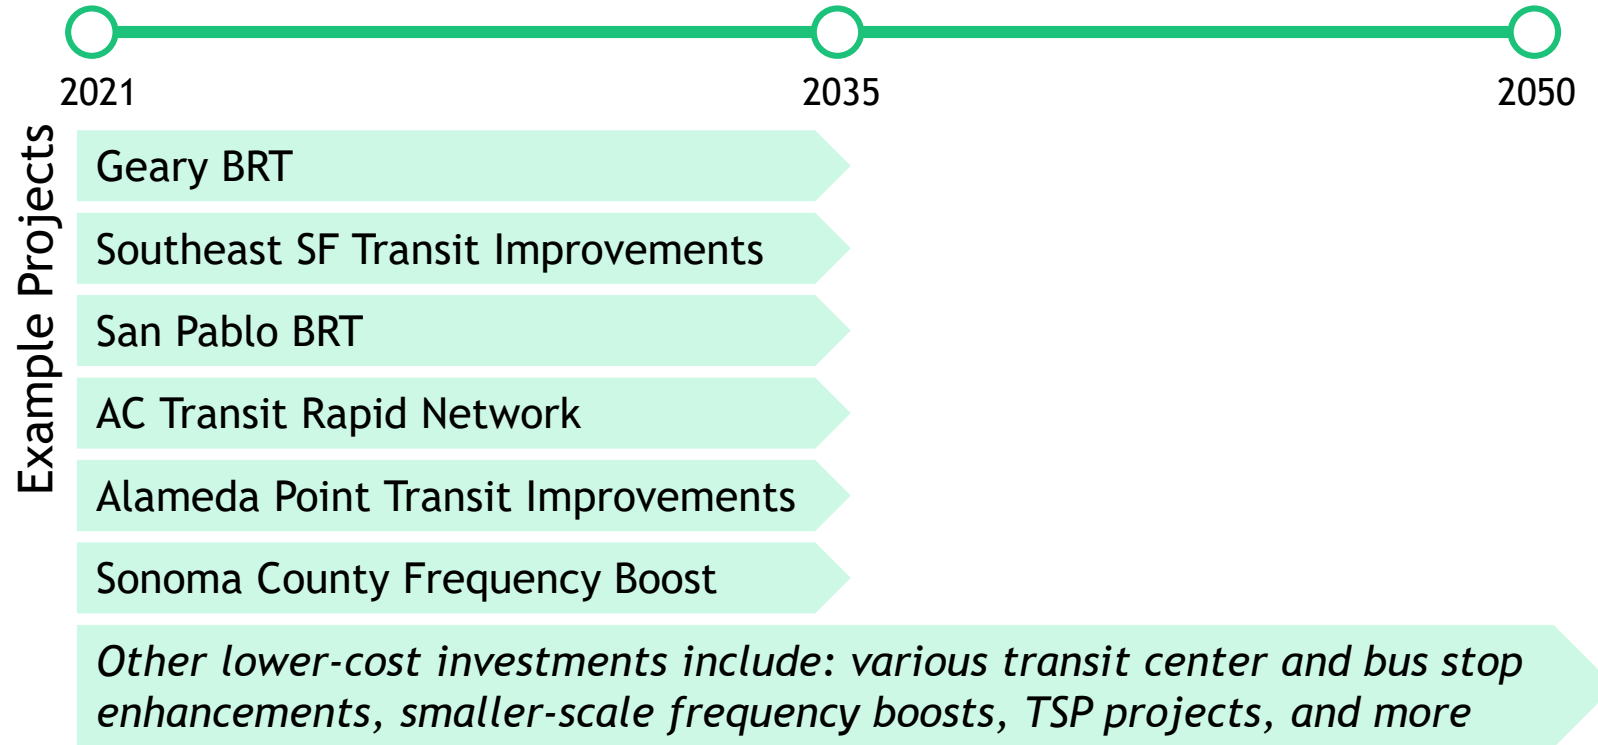 2021
2035
2050
Example Projects
Geary BRT
Southeast SF Transit Improvements
San Pablo BRT
AC Transit Rapid Network
Alameda Point Transit Improvements
Sonoma County Frequency Boost
Other lower-cost investments include: various transit center and bus stop
enhancements, smaller-scale frequency boosts, TSP projects, and more